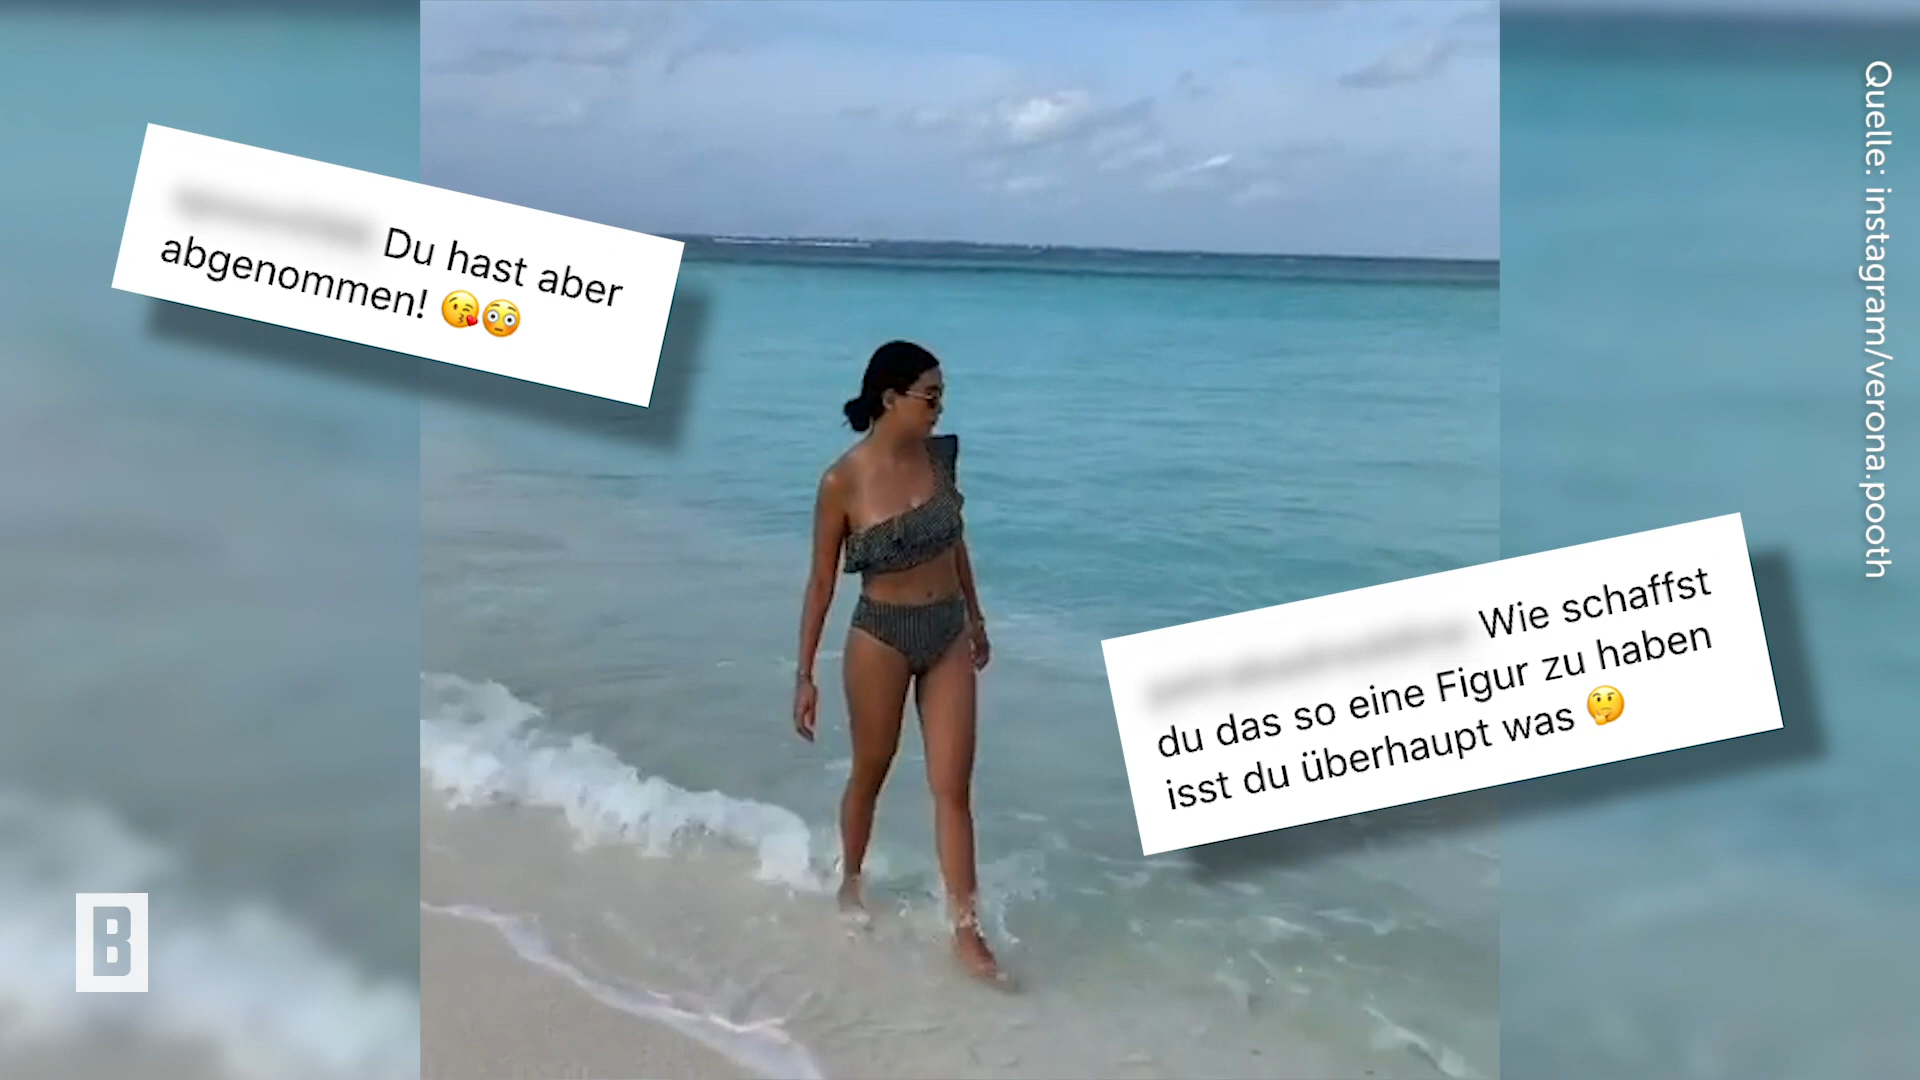 Du hast aber
abgenommen! 😘😳
Quelle: instagram/verona.pooth
Wie schaffst
du das so eine Figur zu haben
isst du überhaupt was 🤔
B